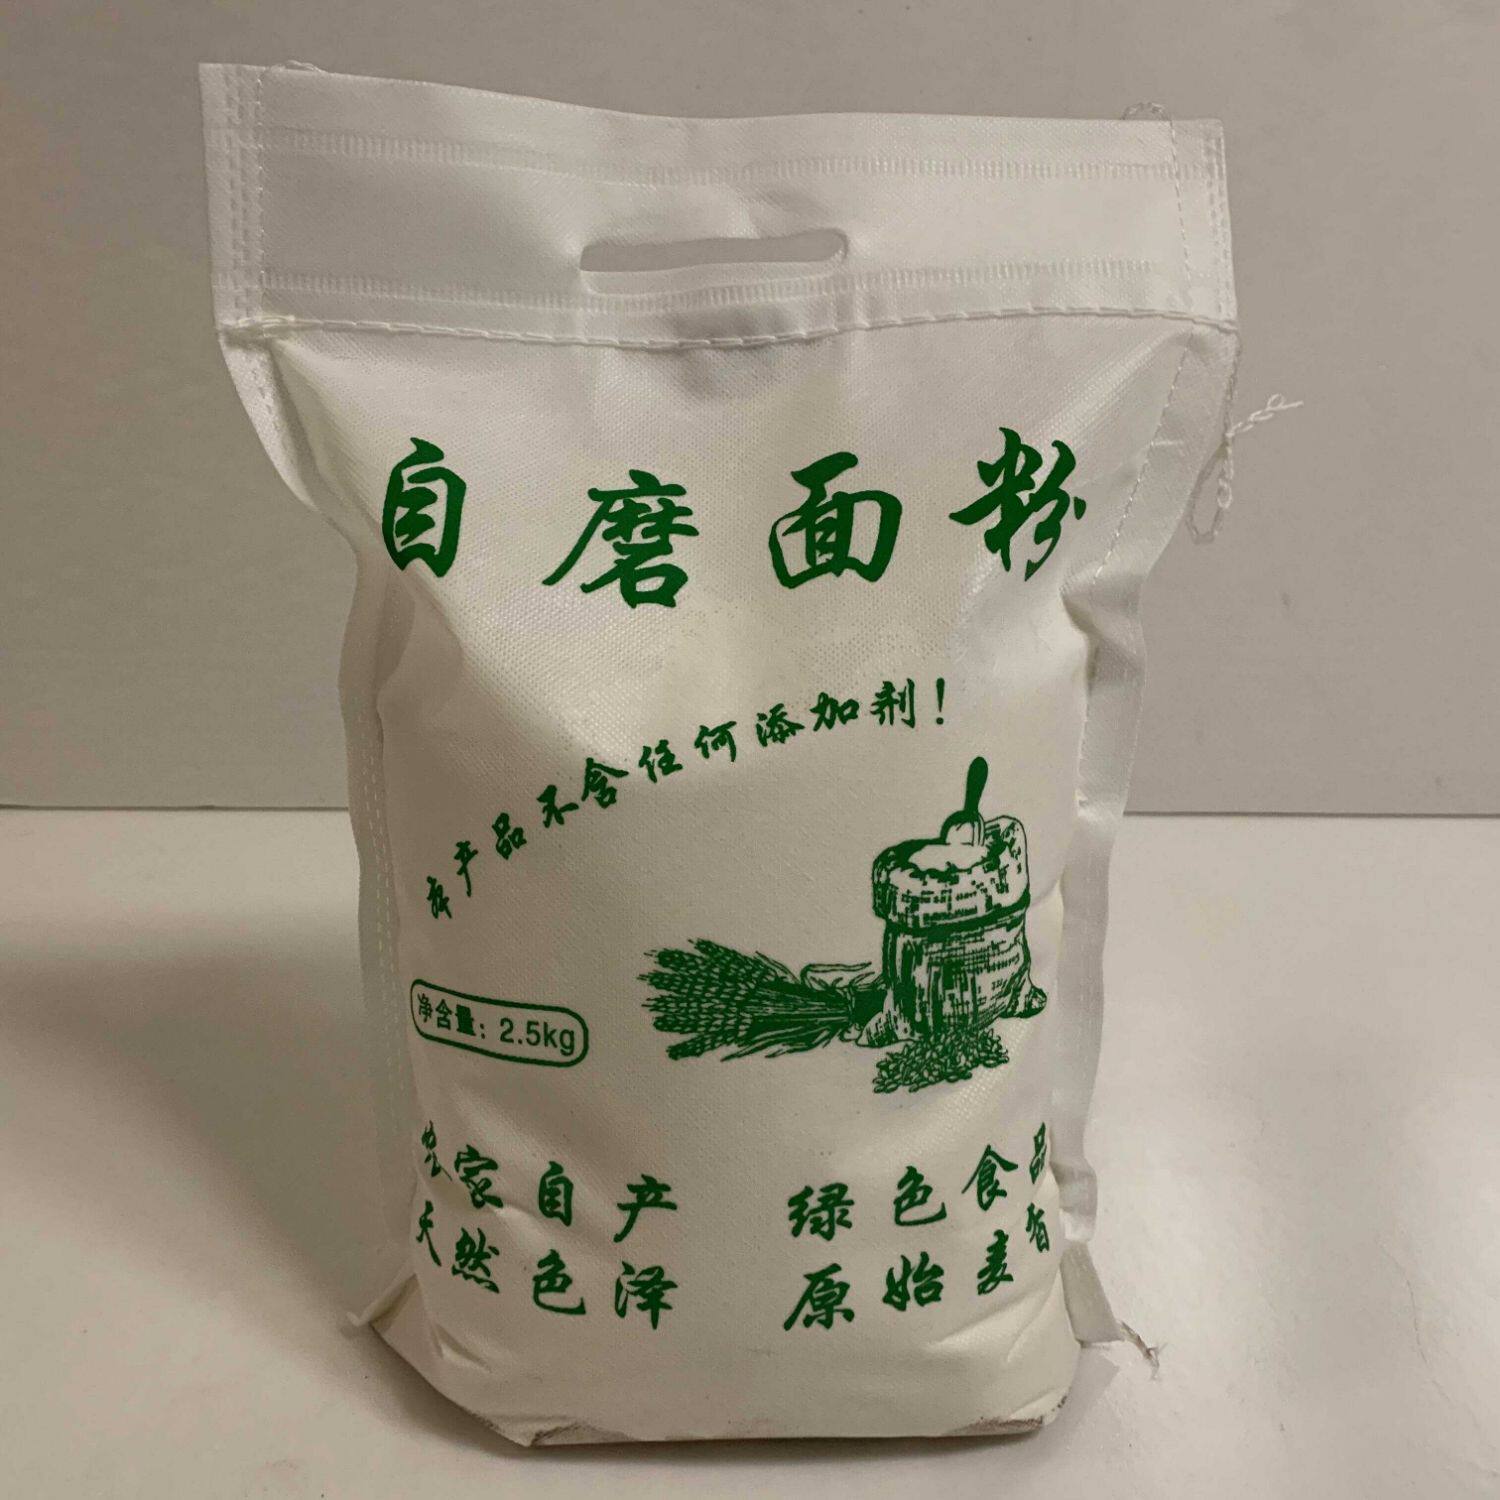 自磨面粉
本产品不含任何添加剂！
净含量：2.5kg
农家自产 绿色食品
天然色泽 原始麦香